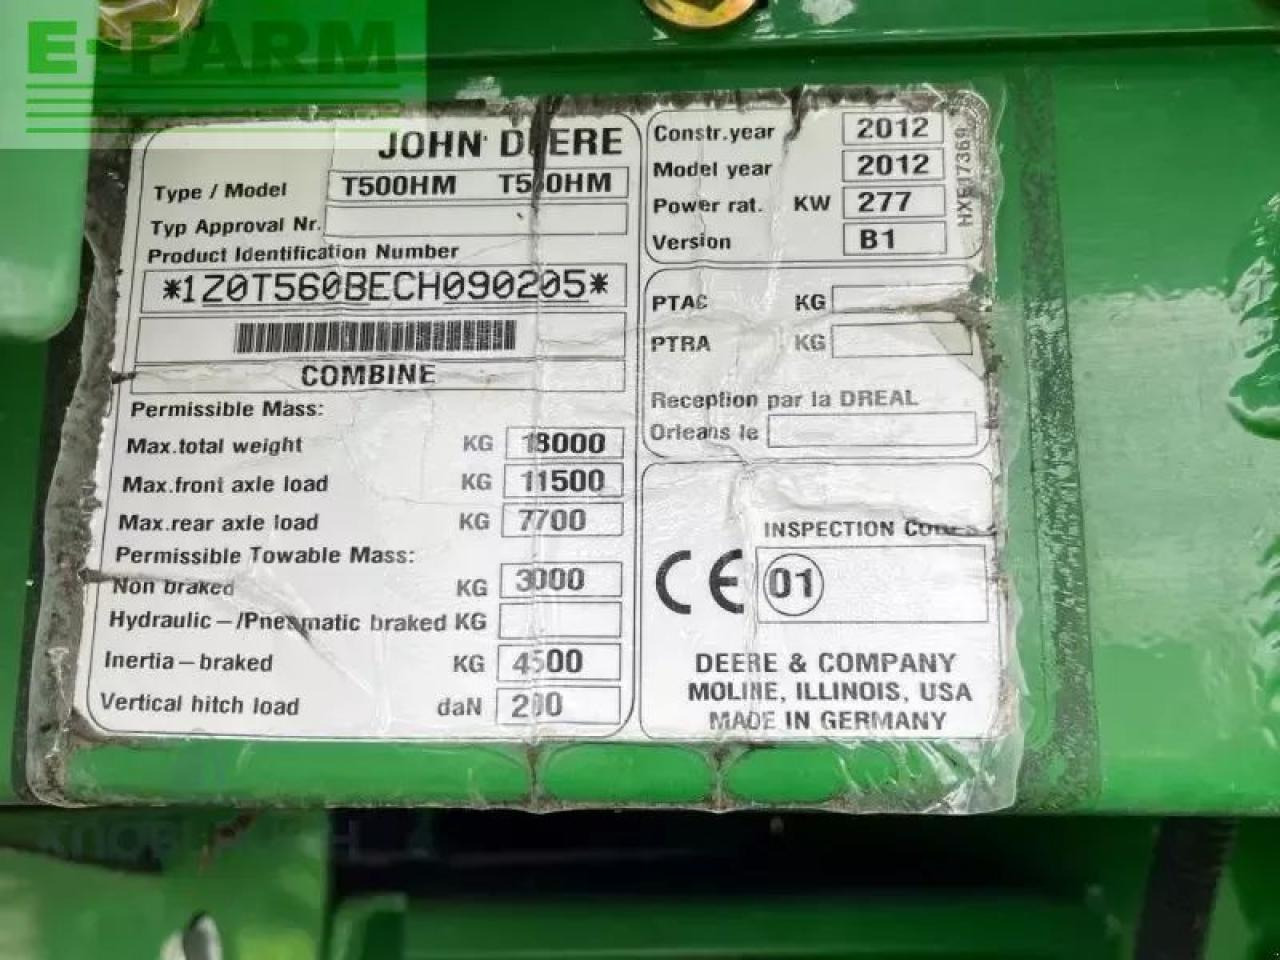 E-FARM
JOHN DEERE
Type / Model T500HM T560HM
Typ Approval Nr.
Product Identification Number
*1Z0T560BECH090205*
COMBINE
Permissible Mass:
Max.total weight KG 18000
Max.front axle load KG 11500
Max.rear axle load KG 7700
Permissible Towable Mass:
Non braked KG 3000
Hydraulic-/Pneumatic braked KG
Inertia-braked KG 4500
Vertical hitch load daN 200
Constr.year 2012
Model year 2012
Power rat. KW 277
Version B1
PTAC KG
PTRA KG
Reception par la DREAL
Orleans le
INSPECTION CODES
CE 01
DEERE & COMPANY
MOLINE, ILLINOIS, USA
MADE IN GERMANY